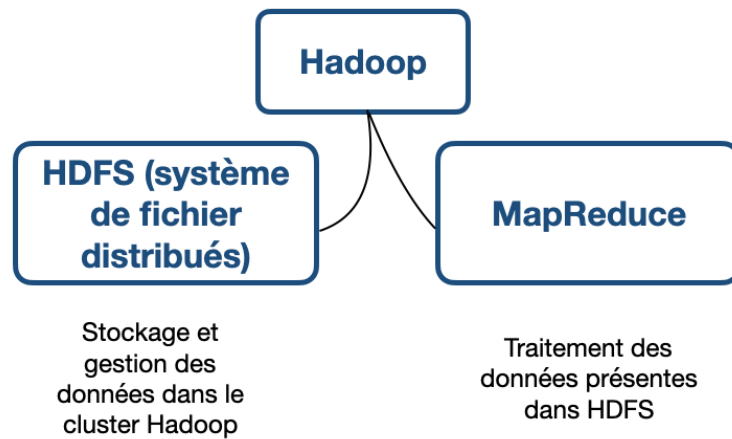 Hadoop
HDFS (système
de fichier
distribués)
MapReduce
Stockage et
gestion des
données dans le
cluster Hadoop
Traitement des
données présentes
dans HDFS